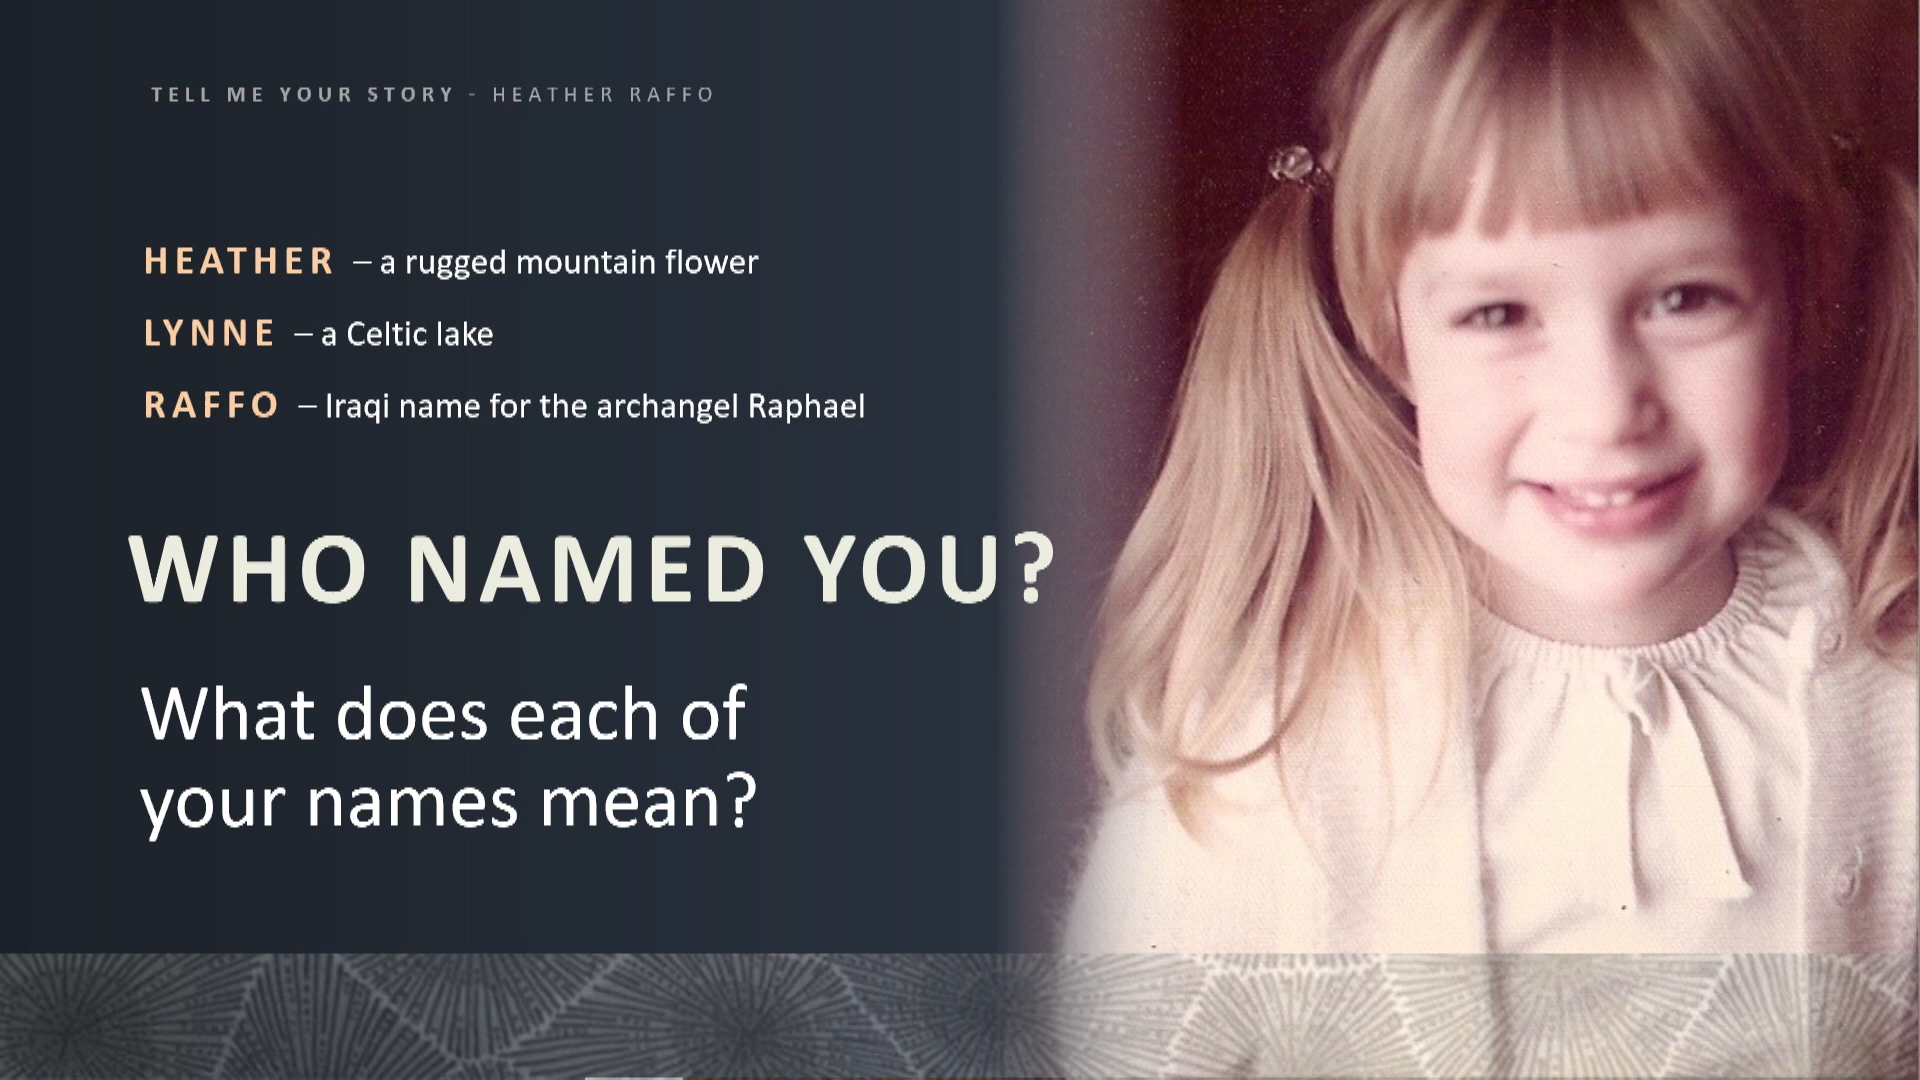 TELL ME YOUR STORY - HEATHER RAFFO
HEATHER – a rugged mountain flower
LYNNE – a Celtic lake
RAFFO – Iraqi name for the archangel Raphael
WHO NAMED YOU?
What does each of
your names mean?